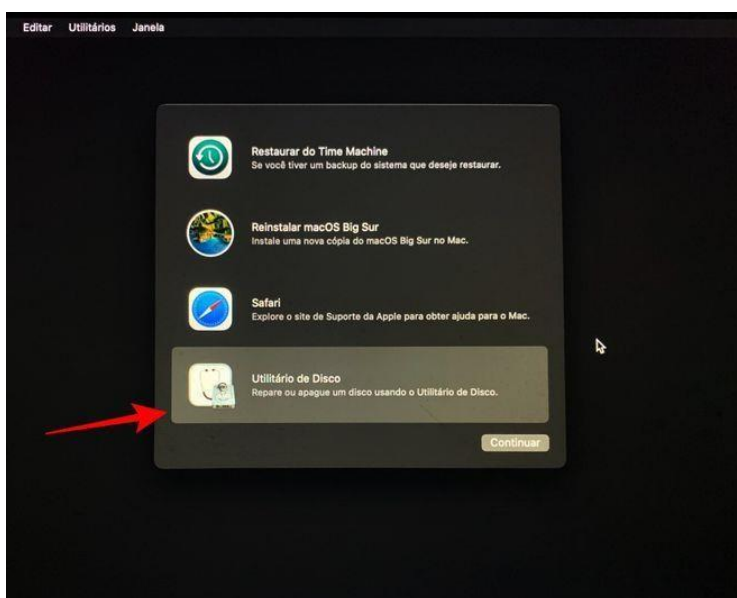 Editar Utilitários Janela
Restaurar do Time Machine
Se você tiver um backup do sistema que deseje restaurar.
Reinstalar macOS Big Sur
Instale uma nova cópia do macOS Big Sur no Mac.
Safari
Explore o site de Suporte da Apple para obter ajuda para o Mac.
Utilitário de Disco
Repare ou apague um disco usando o Utilitário de Disco.
Continuar